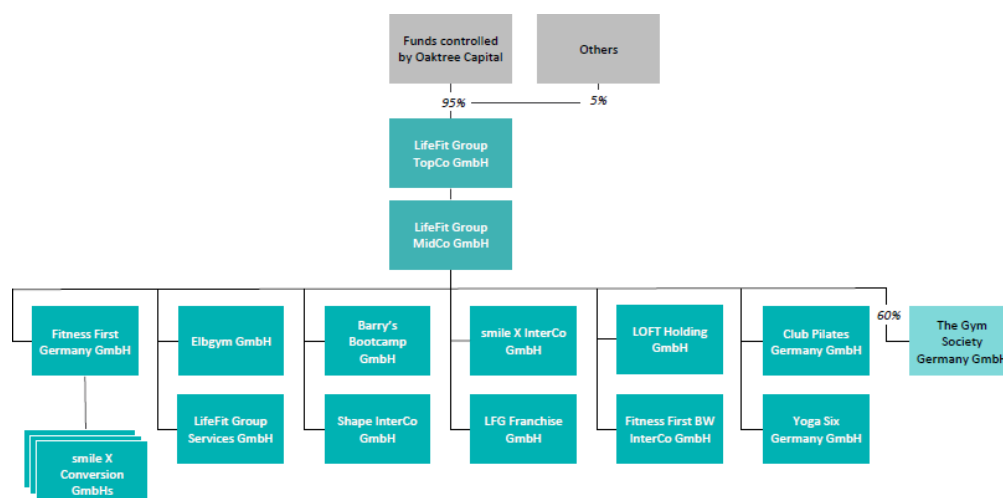 Funds controlled
by Oaktree Capital
Others
95%
5%
LifeFit Group
TopCo GmbH
LifeFit Group
MidCo GmbH
Fitness First
Germany GmbH
Elbgym GmbH
Barry's
Bootcamp
GmbH
smile X InterCo
GmbH
LOFT Holding
GmbH
Club Pilates
Germany GmbH
60%
The Gym
Society
Germany GmbH
LifeFit Group
Services GmbH
Shape InterCo
GmbH
LFG Franchise
GmbH
Fitness First BW
InterCo GmbH
Yoga Six
Germany GmbH
smile X
Conversion
GmbHs